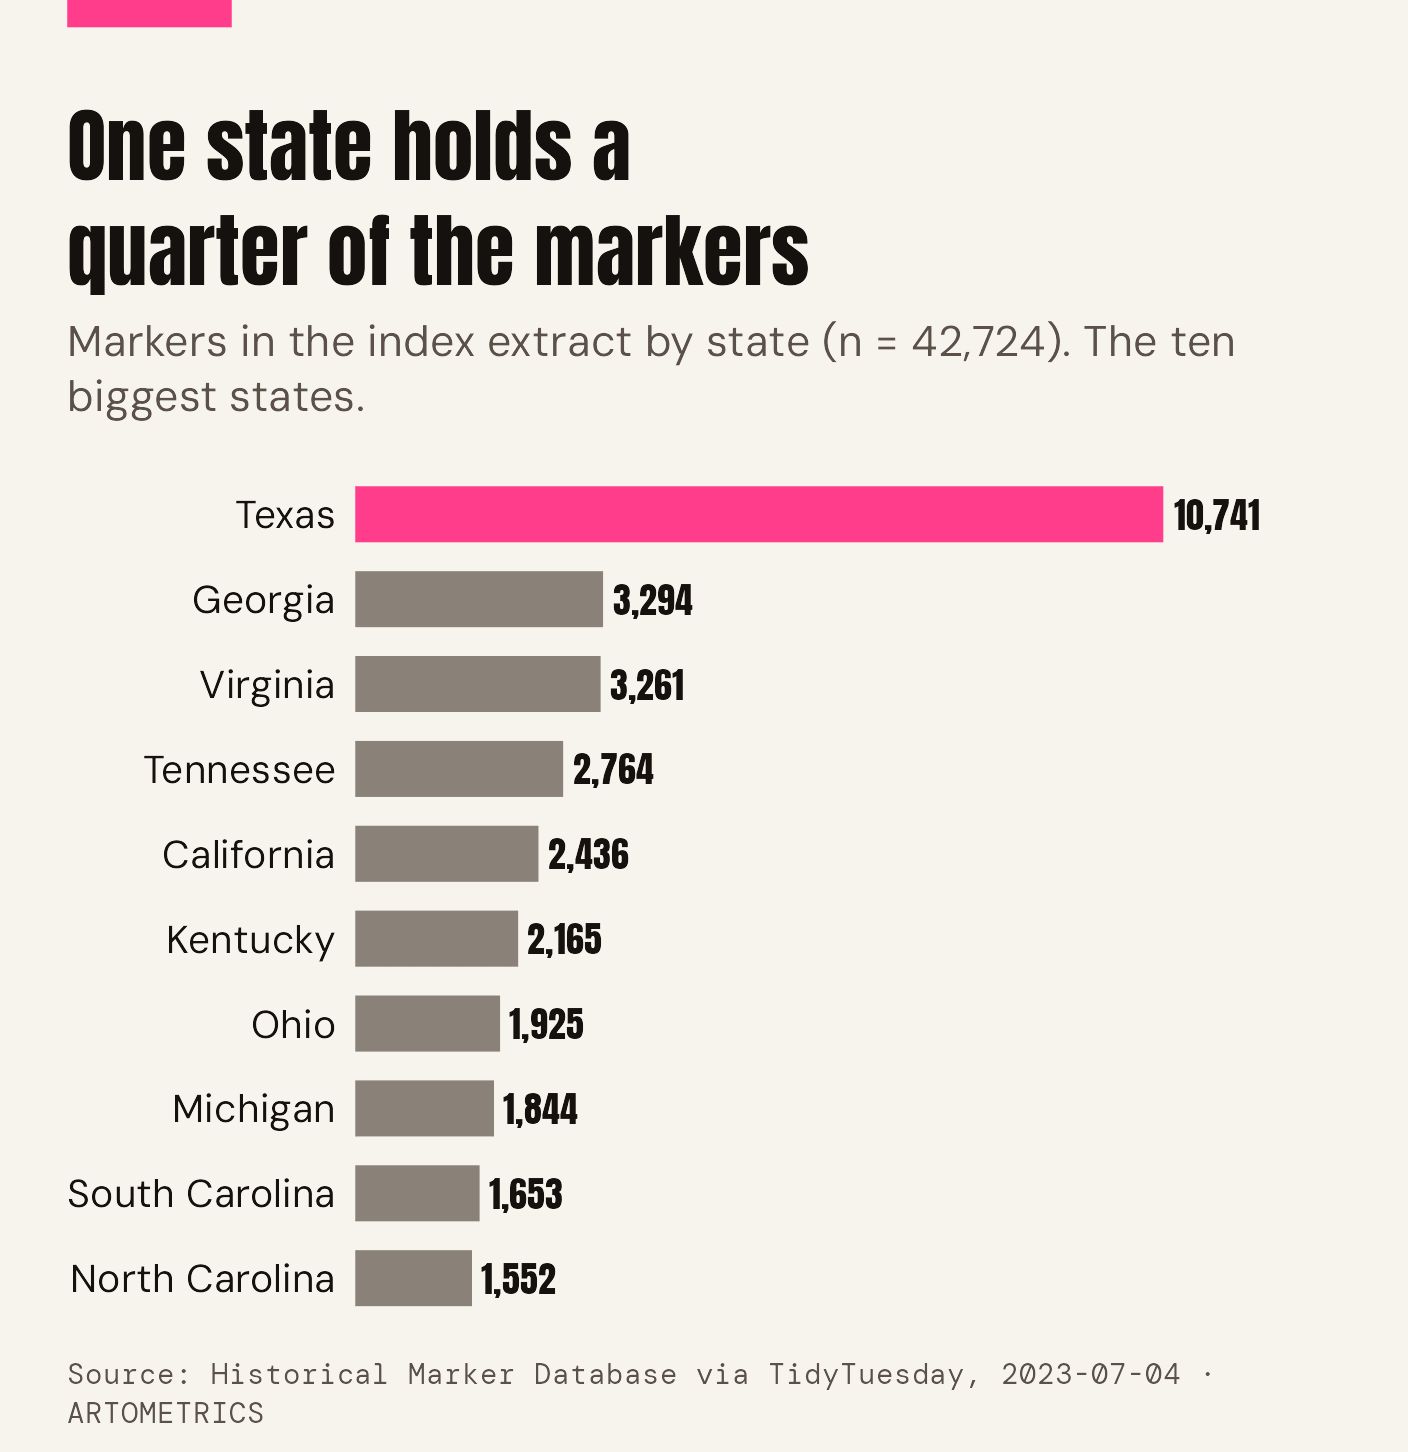 One state holds a
quarter of the markers
Markers in the index extract by state (n = 42,724). The ten
biggest states.
Texas 10,741
Georgia 3,294
Virginia 3,261
Tennessee 2,764
California 2,436
Kentucky 2,165
Ohio 1,925
Michigan 1,844
South Carolina 1,653
North Carolina 1,552
Source: Historical Marker Database via TidyTuesday, 2023-07-04 ·
ARTOMETRICS